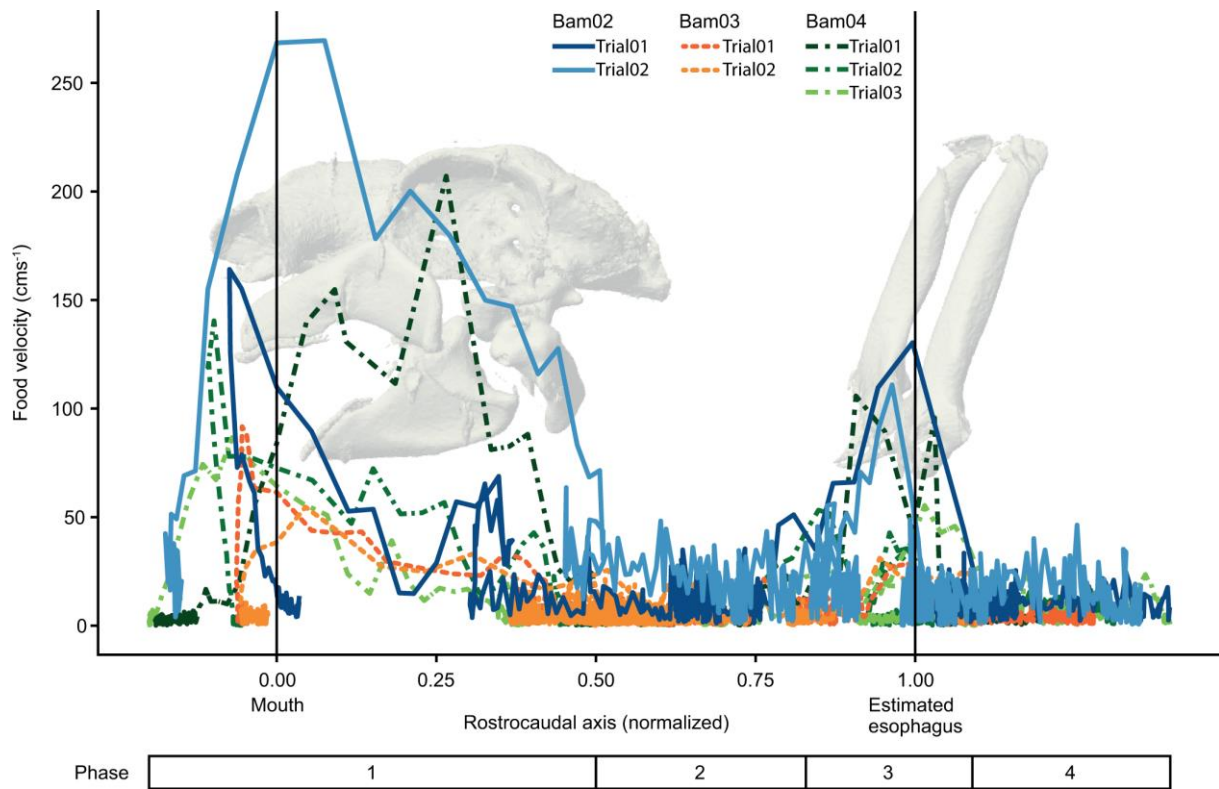 Bam02 Bam03 Bam04
Trial01 Trial01 Trial01
Trial02 Trial02 Trial02
Trial03
250
200
150
100
50
0
Food velocity (cms⁻¹)
0.00 0.25 0.50 0.75 1.00
Mouth Estimated
esophagus
Rostrocaudal axis (normalized)
Phase 1 2 3 4